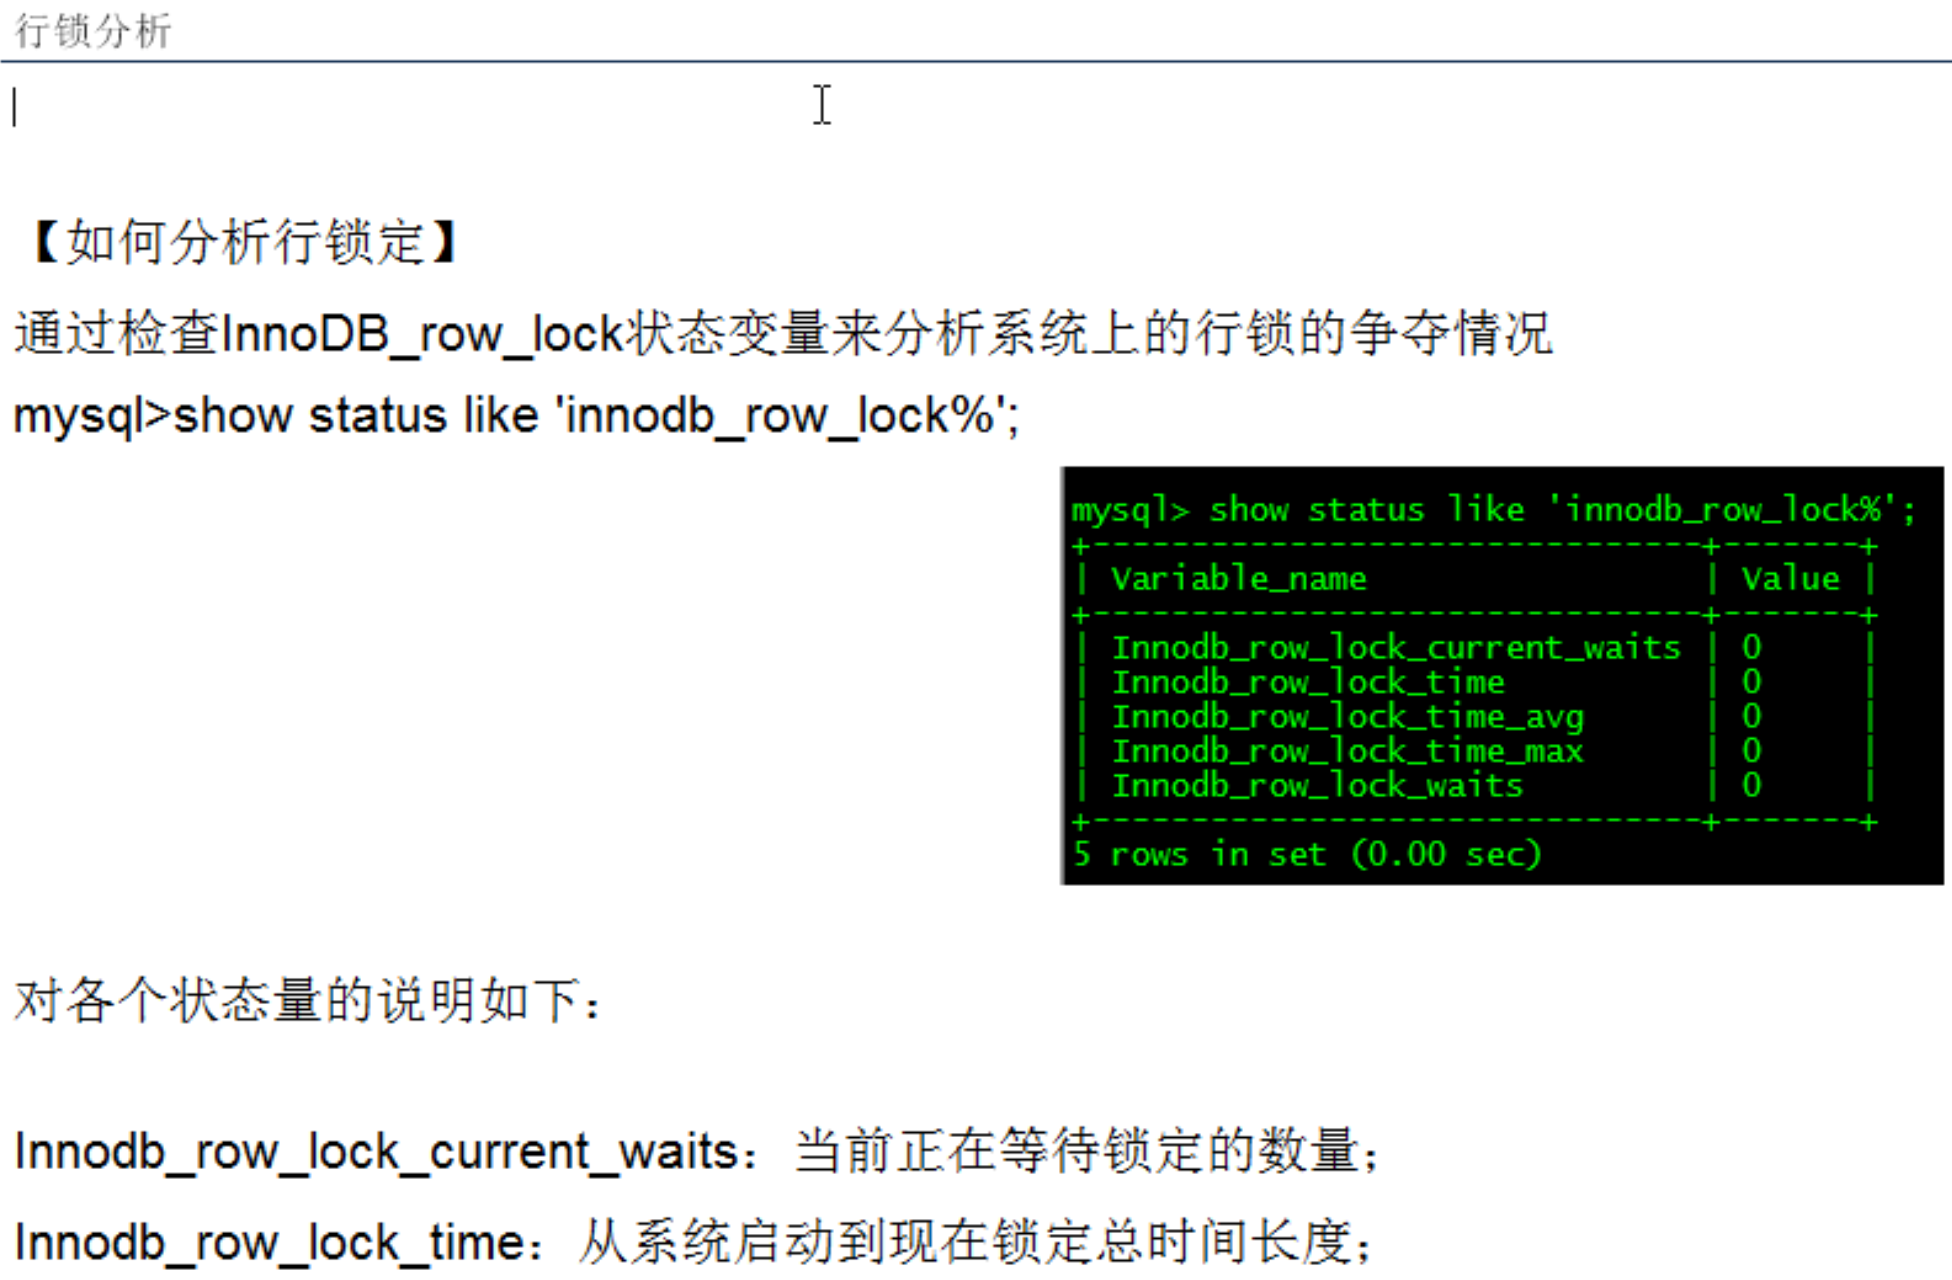 行锁分析
【如何分析行锁定】
通过检查InnoDB_row_lock状态变量来分析系统上的行锁的争夺情况
mysql>show status like 'innodb_row_lock%';
mysql> show status like 'innodb_row_lock%';
+-------------------------------+-------+
| Variable_name | Value |
+-------------------------------+-------+
| Innodb_row_lock_current_waits | 0 |
| Innodb_row_lock_time | 0 |
| Innodb_row_lock_time_avg | 0 |
| Innodb_row_lock_time_max | 0 |
| Innodb_row_lock_waits | 0 |
+-------------------------------+-------+
5 rows in set (0.00 sec)
对各个状态量的说明如下：
Innodb_row_lock_current_waits：当前正在等待锁定的数量；
Innodb_row_lock_time：从系统启动到现在锁定总时间长度；